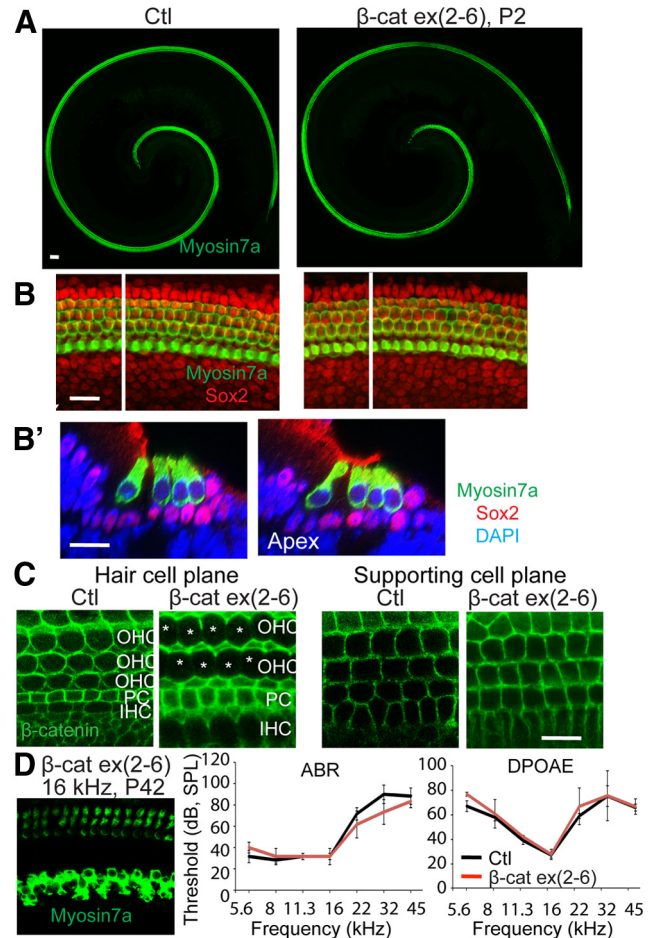 A
Ctl
β-cat ex(2-6), P2
Myosin7a
B
Myosin7a
Sox2
B'
Apex
Myosin7a
Sox2
DAPI
C
Hair cell plane
Supporting cell plane
Ctl
β-cat ex(2-6)
Ctl
β-cat ex(2-6)
OHC
OHC
OHC
PC
IHC
β-catenin
* * * *
OHC
* * * *
OHC
PC
IHC
D
β-cat ex(2-6)
16 kHz, P42
Myosin7a
Threshold (dB, SPL)
ABR
120
100
80
60
40
20
0
5.6 8 11.3 16 22 32 45
Frequency (kHz)
DPOAE
100
80
60
40
20
0
Ctl
β-cat ex(2-6)
5.6 8 11.3 16 22 32 45
Frequency (kHz)